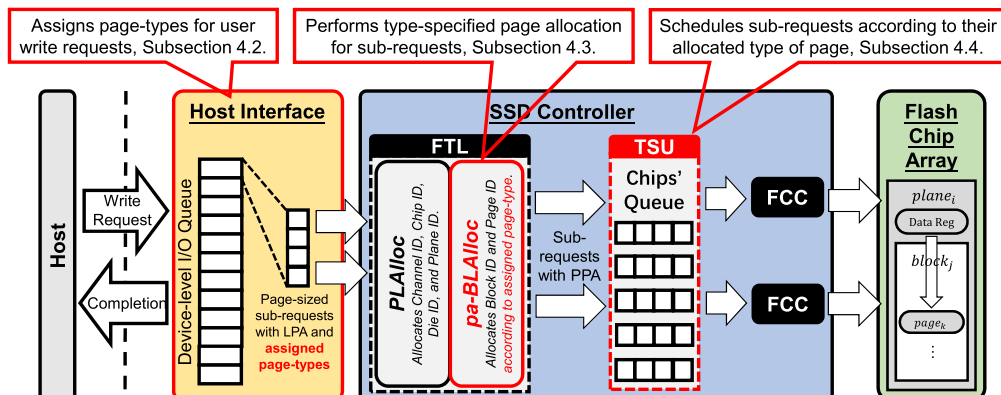 Assigns page-types for user
write requests, Subsection 4.2.
Performs type-specified page allocation
for sub-requests, Subsection 4.3.
Schedules sub-requests according to their
allocated type of page, Subsection 4.4.
Host
Write
Request
Completion
Host Interface
Device-level I/O Queue
Page-sized
sub-requests
with LPA and
assigned
page-types
SSD Controller
FTL
PLAlloc
Allocates Channel ID, Chip ID,
Die ID, and Plane ID.
pa-BLAlloc
Allocates Block ID and Page ID
according to assigned page-type.
Sub-
requests
with PPA
TSU
Chips'
Queue
FCC
FCC
Flash
Chip
Array
plane_i
Data Reg
block_j
page_k
⋮